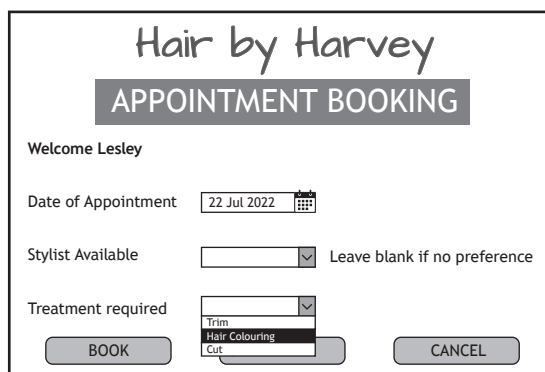 Hair by Harvey
APPOINTMENT BOOKING
Welcome Lesley
Date of Appointment 22 Jul 2022
Stylist Available Leave blank if no preference
Treatment required
Trim
Hair Colouring
Cut
BOOK CANCEL